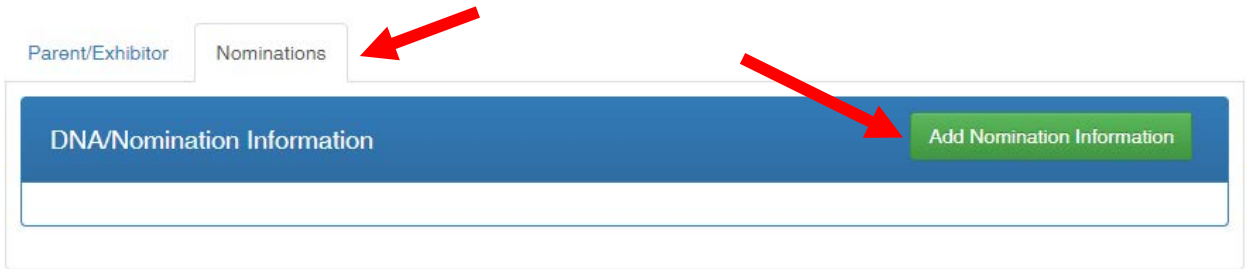 Parent/Exhibitor
Nominations
DNA/Nomination Information
Add Nomination Information